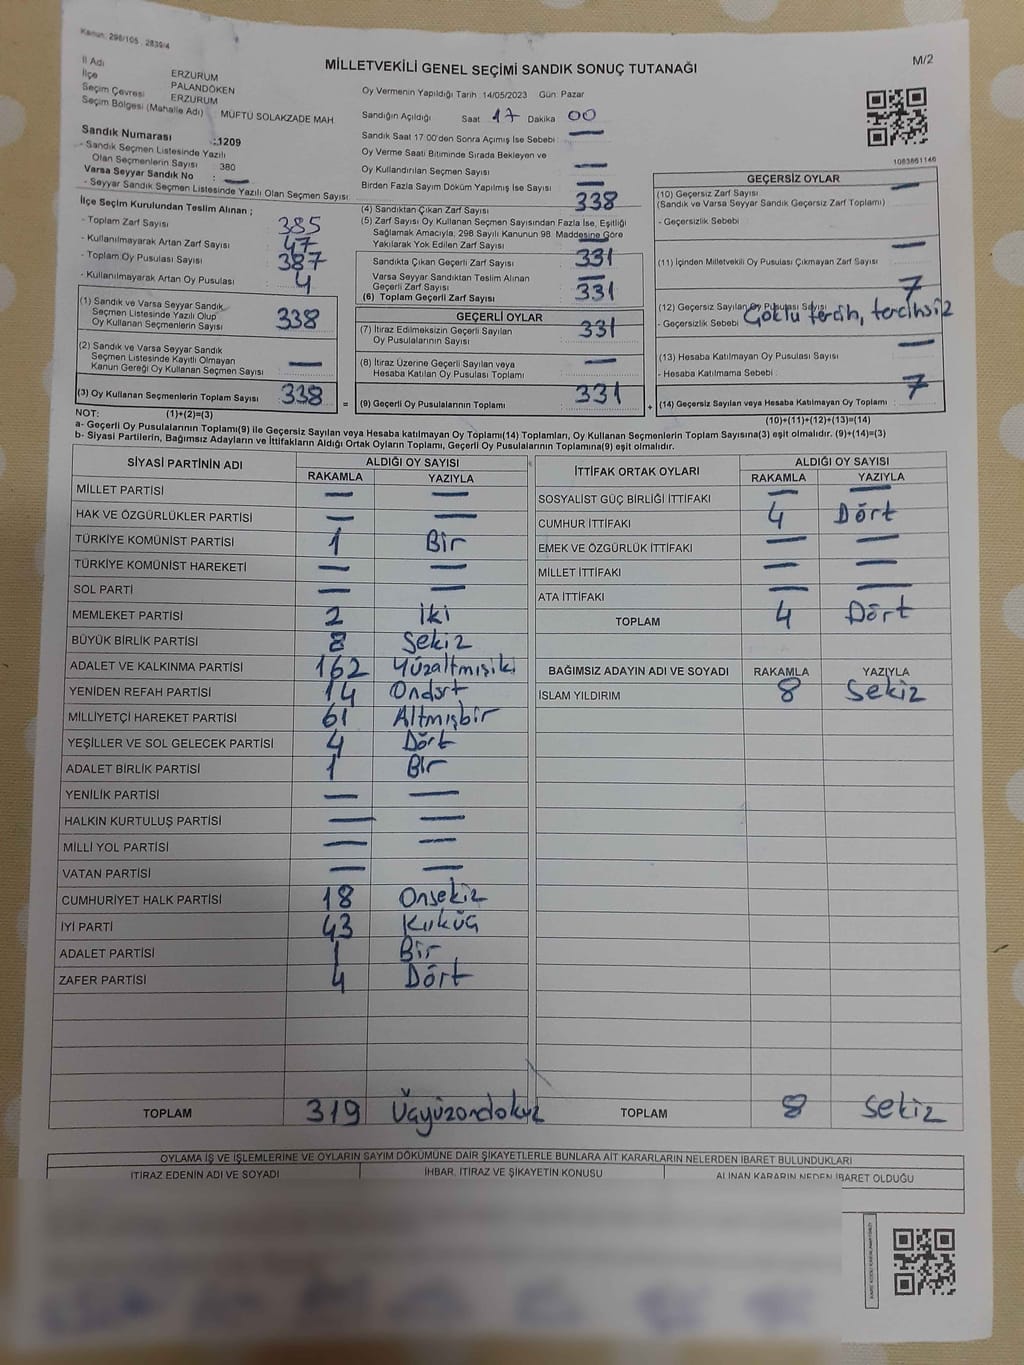 Kanun: 298/105, 2839/4
MİLLETVEKİLİ GENEL SEÇİMİ SANDIK SONUÇ TUTANAĞI
M/2
İl Adı ERZURUM
İlçe PALANDÖKEN
Seçim Çevresi ERZURUM
Seçim Bölgesi (Mahalle Adı) MÜFTÜ SOLAKZADE MAH
Sandık Numarası : 1209
- Sandık Seçmen Listesinde Yazılı
Olan Seçmenlerin Sayısı : 380
Varsa Seyyar Sandık No : —
- Seyyar Sandık Seçmen Listesinde Yazılı Olan Seçmen Sayısı
Oy Vermenin Yapıldığı Tarih 14/05/2023 Gün: Pazar
Sandığın Açıldığı Saat 17 Dakika 00
Sandık Saat 17:00'den Sonra Açımış İse Sebebi : —
Oy Verme Saati Bitiminde Sırada Bekleyen ve
Oy Kullandırılan Seçmen Sayısı —
Birden Fazla Sayım Döküm Yapılmış İse Sayısı —
1083861146
İlçe Seçim Kurulundan Teslim Alınan ;
- Toplam Zarf Sayısı : 385
- Kullanılmayarak Artan Zarf Sayısı : 47
- Toplam Oy Pusulası Sayısı : 387
- Kullanılmayarak Artan Oy Pusulası : 4
(1) Sandık ve Varsa Seyyar Sandık
Seçmen Listesinde Yazılı Olup
Oy Kullanan Seçmenlerin Sayısı : 338
(2) Sandık ve Varsa Seyyar Sandık
Seçmen Listesinde Kayıtlı Olmayan
Kanun Gereği Oy Kullanan Seçmen Sayısı : —
(3) Oy Kullanan Seçmenlerin Toplam Sayısı : 338
(4) Sandıktan Çıkan Zarf Sayısı 338
(5) Zarf Sayısı Oy Kullanan Seçmen Sayısından Fazla İse, Eşitliği
Sağlamak Amacıyla, 298 Sayılı Kanunun 98. Maddesine Göre
Yakılarak Yok Edilen Zarf Sayısı : —
Sandıkta Çıkan Geçerli Zarf Sayısı 331
Varsa Seyyar Sandıktan Teslim Alınan
Geçerli Zarf Sayısı : —
(6) Toplam Geçerli Zarf Sayısı 331
GEÇERLİ OYLAR
(7) İtiraz Edilmeksizin Geçerli Sayılan
Oy Pusulalarının Sayısı : 331
(8) İtiraz Üzerine Geçerli Sayılan veya
Hesaba Katılan Oy Pusulası Toplamı : —
= (9) Geçerli Oy Pusulalarının Toplamı : 331
GEÇERSİZ OYLAR
(10) Geçersiz Zarf Sayısı —
(Sandık ve Varsa Seyyar Sandık Geçersiz Zarf Toplamı)
- Geçersizlik Sebebi :
(11) İçinden Milletvekili Oy Pusulası Çıkmayan Zarf Sayısı —
(12) Geçersiz Sayılan Oy Pusulası Sayısı 7
- Geçersizlik Sebebi Çoklu tercih, tercihsiz
(13) Hesaba Katılmayan Oy Pusulası Sayısı —
- Hesaba Katılmama Sebebi :
+ (14) Geçersiz Sayılan veya Hesaba Katılmayan Oy Toplamı : 7
NOT: (1)+(2)=(3)
(10)+(11)+(12)+(13)=(14)
a- Geçerli Oy Pusulalarının Toplamı(9) ile Geçersiz Sayılan veya Hesaba katılmayan Oy Toplamı(14) Toplamları, Oy Kullanan Seçmenlerin Toplam Sayısına(3) eşit olmalıdır. (9)+(14)=(3)
b- Siyasi Partilerin, Bağımsız Adayların ve İttifakların Aldığı Ortak Oyların Toplamı, Geçerli Oy Pusulalarının Toplamına(9) eşit olmalıdır.
SİYASİ PARTİNİN ADI ALDIĞI OY SAYISI
RAKAMLA YAZIYLA
MİLLET PARTİSİ — —
HAK VE ÖZGÜRLÜKLER PARTİSİ — —
TÜRKİYE KOMÜNİST PARTİSİ 1 Bir
TÜRKİYE KOMÜNİST HAREKETİ — —
SOL PARTİ — —
MEMLEKET PARTİSİ 2 İki
BÜYÜK BİRLİK PARTİSİ 8 Sekiz
ADALET VE KALKINMA PARTİSİ 162 Yüzaltmışiki
YENİDEN REFAH PARTİSİ 14 Ondört
MİLLİYETÇİ HAREKET PARTİSİ 61 Altmışbir
YEŞİLLER VE SOL GELECEK PARTİSİ 4 Dört
ADALET BİRLİK PARTİSİ 1 Bir
YENİLİK PARTİSİ — —
HALKIN KURTULUŞ PARTİSİ — —
MİLLİ YOL PARTİSİ — —
VATAN PARTİSİ — —
CUMHURİYET HALK PARTİSİ 18 Onsekiz
İYİ PARTİ 43 Kırküç
ADALET PARTİSİ 1 Bir
ZAFER PARTİSİ 4 Dört
TOPLAM 319 Üçyüzondokuz
İTTİFAK ORTAK OYLARI ALDIĞI OY SAYISI
RAKAMLA YAZIYLA
SOSYALİST GÜÇ BİRLİĞİ İTTİFAKI — —
CUMHUR İTTİFAKI 4 Dört
EMEK VE ÖZGÜRLÜK İTTİFAKI — —
MİLLET İTTİFAKI — —
ATA İTTİFAKI — —
TOPLAM 4 Dört
BAĞIMSIZ ADAYIN ADI VE SOYADI RAKAMLA YAZIYLA
İSLAM YILDIRIM 8 Sekiz
TOPLAM 8 Sekiz
OYLAMA İŞ VE İŞLEMLERİNE VE OYLARIN SAYIM DÖKÜMÜNE DAİR ŞİKAYETLERLE BUNLARA AİT KARARLARIN NELERDEN İBARET BULUNDUKLARI
İTİRAZ EDENİN ADI VE SOYADI İHBAR, İTİRAZ VE ŞİKAYETİN KONUSU ALINAN KARARIN NEDEN İBARET OLDUĞU